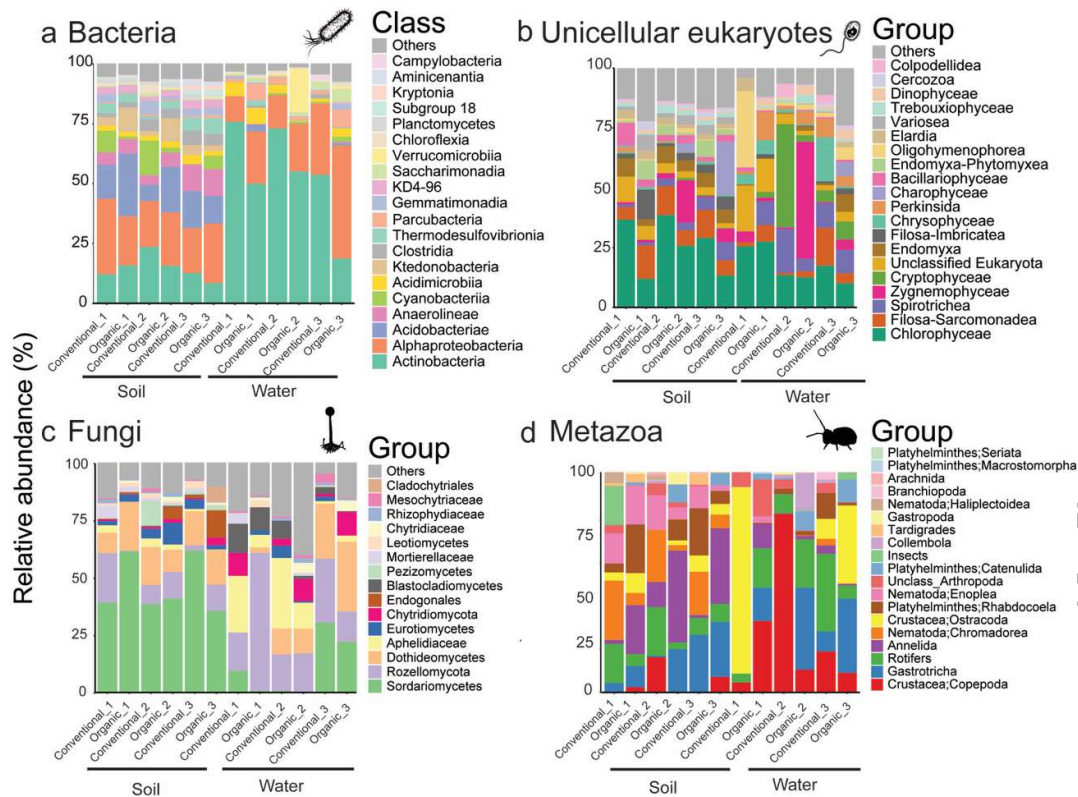 a Bacteria
100
75
50
25
0
Conventional_1
Organic_1
Conventional_2
Organic_2
Conventional_3
Organic_3
Conventional_1
Organic_1
Conventional_2
Organic_2
Conventional_3
Organic_3
Soil
Water
Class
Others
Campylobacteria
Aminicenantia
Kryptonia
Subgroup 18
Planctomycetes
Chloroflexia
Verrucomicrobiia
Saccharimonadia
KD4-96
Gemmatimonadia
Parcubacteria
Thermodesulfovibrionia
Clostridia
Ktedonobacteria
Acidimicrobiia
Cyanobacteriia
Anaerolineae
Acidobacteriae
Alphaproteobacteria
Actinobacteria
b Unicellular eukaryotes
100
75
50
25
0
Conventional_1
Organic_1
Conventional_2
Organic_2
Conventional_3
Organic_3
Conventional_1
Organic_1
Conventional_2
Organic_2
Conventional_3
Organic_3
Soil
Water
Group
Others
Colpodellidea
Cercozoa
Dinophyceae
Trebouxiophyceae
Variosea
Elardia
Oligohymenophorea
Endomyxa-Phytomyxea
Bacillariophyceae
Charophyceae
Perkinsida
Chrysophyceae
Filosa-Imbricatea
Endomyxa
Unclassified Eukaryota
Cryptophyceae
Zygnemophyceae
Spirotrichea
Filosa-Sarcomonadea
Chlorophyceae
Relative abundance (%)
c Fungi
100
75
50
25
0
Conventional_1
Organic_1
Conventional_2
Organic_2
Conventional_3
Organic_3
Conventional_1
Organic_1
Conventional_2
Organic_2
Conventional_3
Organic_3
Soil
Water
Group
Others
Cladochytriales
Mesochytriaceae
Rhizophydiaceae
Chytridiaceae
Leotiomycetes
Mortierellaceae
Pezizomycetes
Blastocladiomycetes
Endogonales
Chytridiomycota
Eurotiomycetes
Aphelidiaceae
Dothideomycetes
Rozellomycota
Sordariomycetes
d Metazoa
100
75
50
25
0
Conventional_1
Organic_1
Conventional_2
Organic_2
Conventional_3
Organic_3
Conventional_1
Organic_1
Conventional_2
Organic_2
Conventional_3
Organic_3
Soil
Water
Group
Platyhelminthes;Seriata
Platyhelminthes;Macrostomorpha
Arachnida
Branchiopoda
Nematoda;Haliplectoidea
Gastropoda
Tardigrades
Collembola
Insects
Platyhelminthes;Catenulida
Unclass_Arthropoda
Nematoda;Enoplea
Platyhelminthes;Rhabdocoela
Crustacea;Ostracoda
Nematoda;Chromadorea
Annelida
Rotifers
Gastrotricha
Crustacea;Copepoda